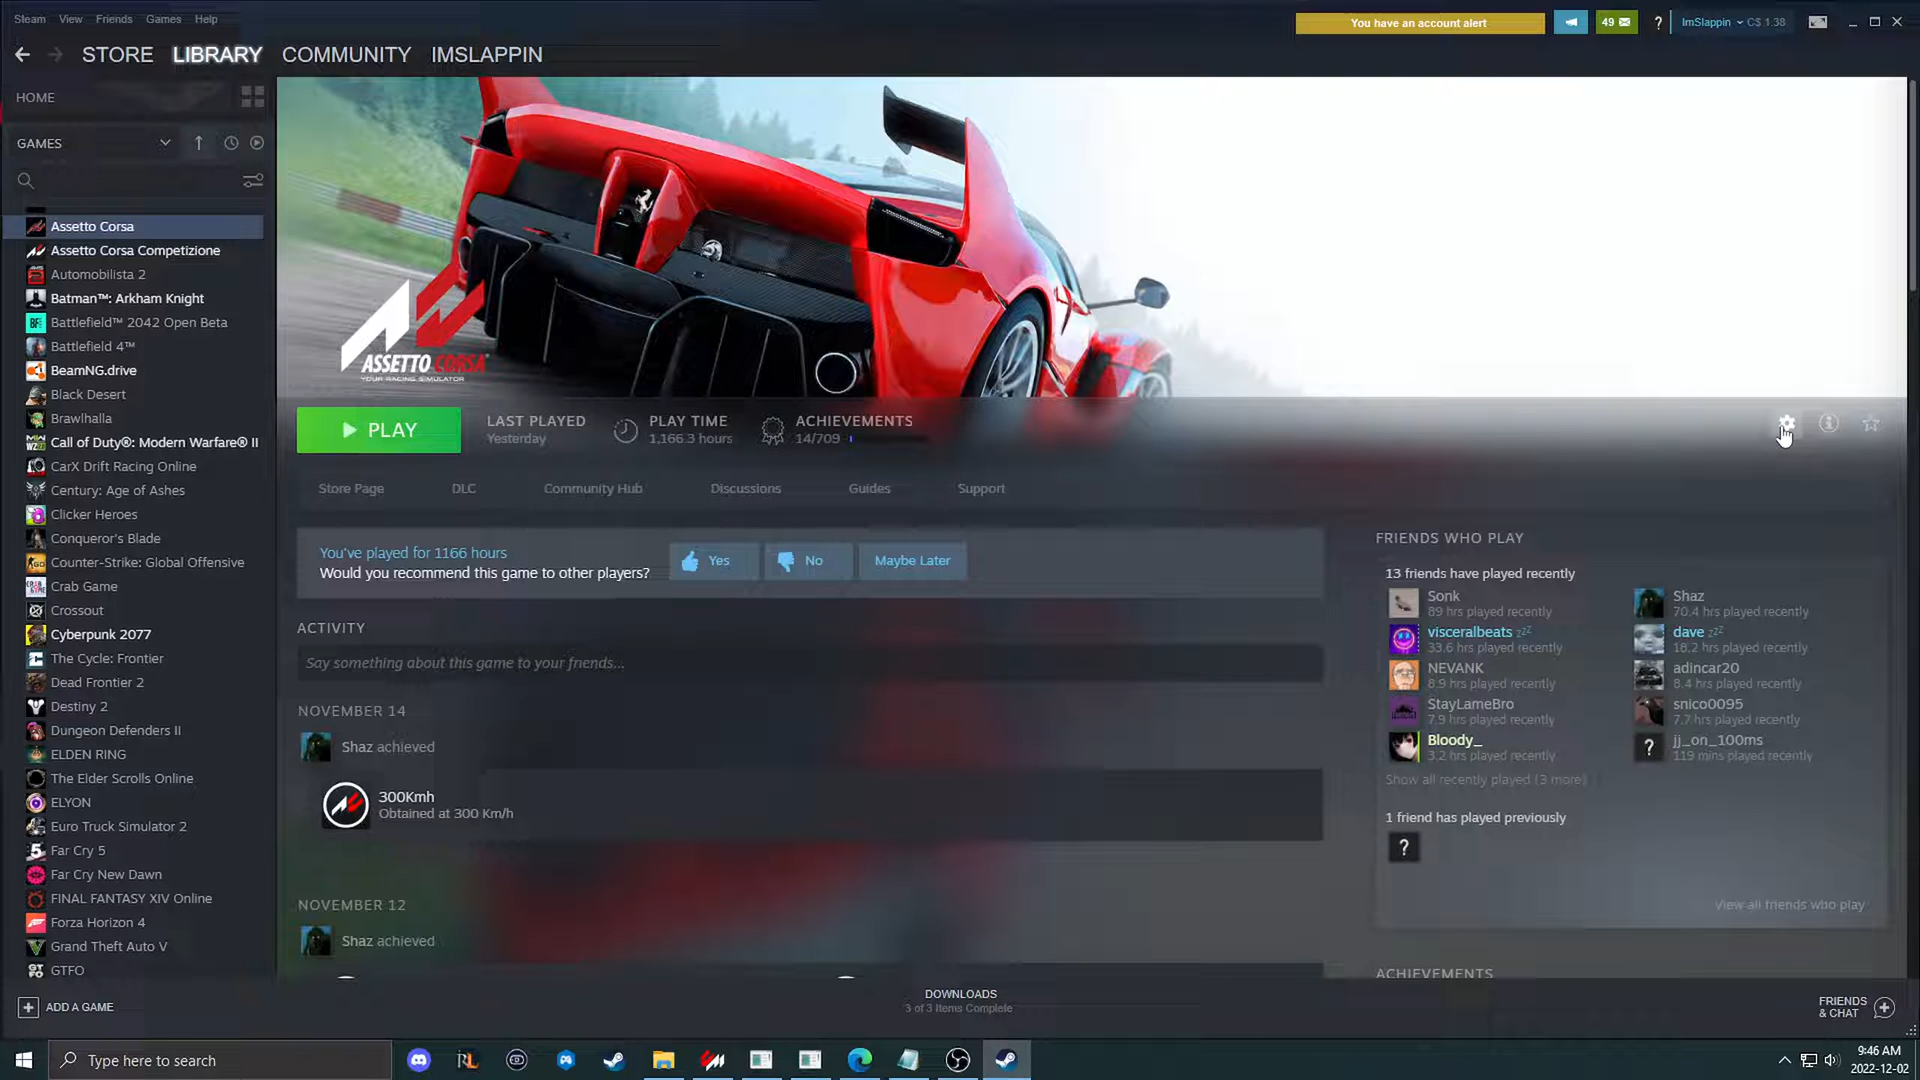 Steam View Friends Games Help
You have an account alert
49
?
ImSlappin C$ 1.38
STORE LIBRARY COMMUNITY IMSLAPPIN
HOME
GAMES
Assetto Corsa
Assetto Corsa Competizione
Automobilista 2
Batman™: Arkham Knight
Battlefield™ 2042 Open Beta
Battlefield 4™
BeamNG.drive
Black Desert
Brawlhalla
Call of Duty®: Modern Warfare® II
CarX Drift Racing Online
Century: Age of Ashes
Clicker Heroes
Conqueror's Blade
Counter-Strike: Global Offensive
Crab Game
Crossout
Cyberpunk 2077
The Cycle: Frontier
Dead Frontier 2
Destiny 2
Dungeon Defenders II
ELDEN RING
The Elder Scrolls Online
ELYON
Euro Truck Simulator 2
Far Cry 5
Far Cry New Dawn
FINAL FANTASY XIV Online
Forza Horizon 4
Grand Theft Auto V
GTFO
ADD A GAME
ASSETTO CORSA
YOUR RACING SIMULATOR
PLAY
LAST PLAYED
Yesterday
PLAY TIME
1,166.3 hours
ACHIEVEMENTS
14/709
Store Page DLC Community Hub Discussions Guides Support
You've played for 1166 hours
Would you recommend this game to other players?
Yes No Maybe Later
ACTIVITY
Say something about this game to your friends...
NOVEMBER 14
Shaz achieved
300Kmh
Obtained at 300 Km/h
NOVEMBER 12
Shaz achieved
FRIENDS WHO PLAY
13 friends have played recently
Sonk
89 hrs played recently
Shaz
70.4 hrs played recently
visceralbeats zzZ
33.6 hrs played recently
dave zzZ
18.2 hrs played recently
NEVANK
8.9 hrs played recently
adincar20
8.4 hrs played recently
StayLameBro
7.9 hrs played recently
snico0095
7.7 hrs played recently
Bloody_
3.2 hrs played recently
jj_on_100ms
119 mins played recently
Show all recently played (3 more)
1 friend has played previously
?
View all friends who play
ACHIEVEMENTS
DOWNLOADS
3 of 3 Items Complete
FRIENDS
& CHAT
Type here to search
9:46 AM
2022-12-02